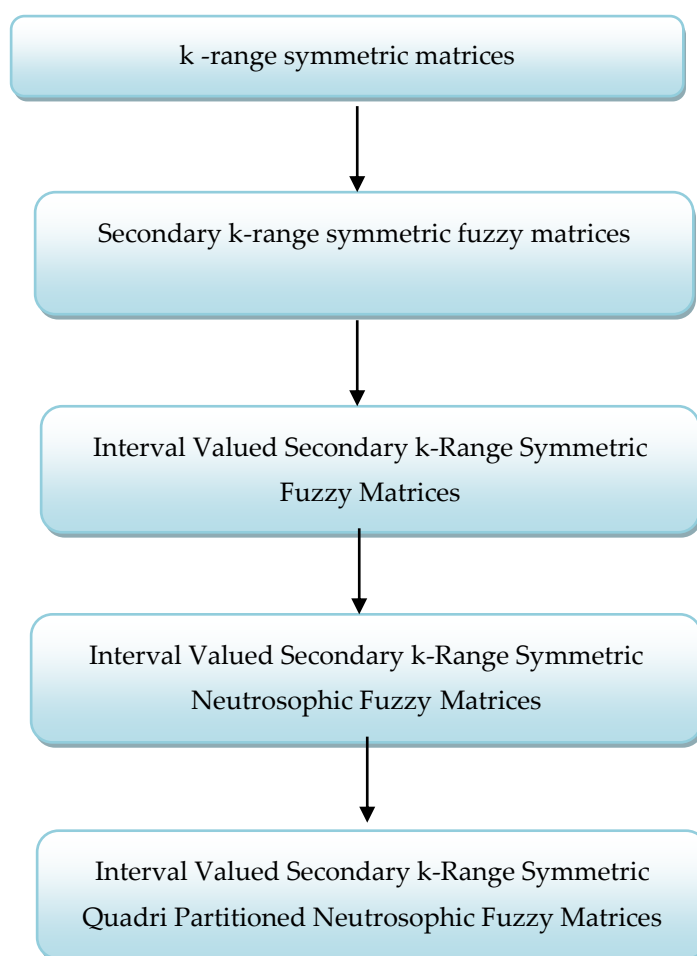 k -range symmetric matrices
Secondary k-range symmetric fuzzy matrices
Interval Valued Secondary k-Range Symmetric
Fuzzy Matrices
Interval Valued Secondary k-Range Symmetric
Neutrosophic Fuzzy Matrices
Interval Valued Secondary k-Range Symmetric
Quadri Partitioned Neutrosophic Fuzzy Matrices